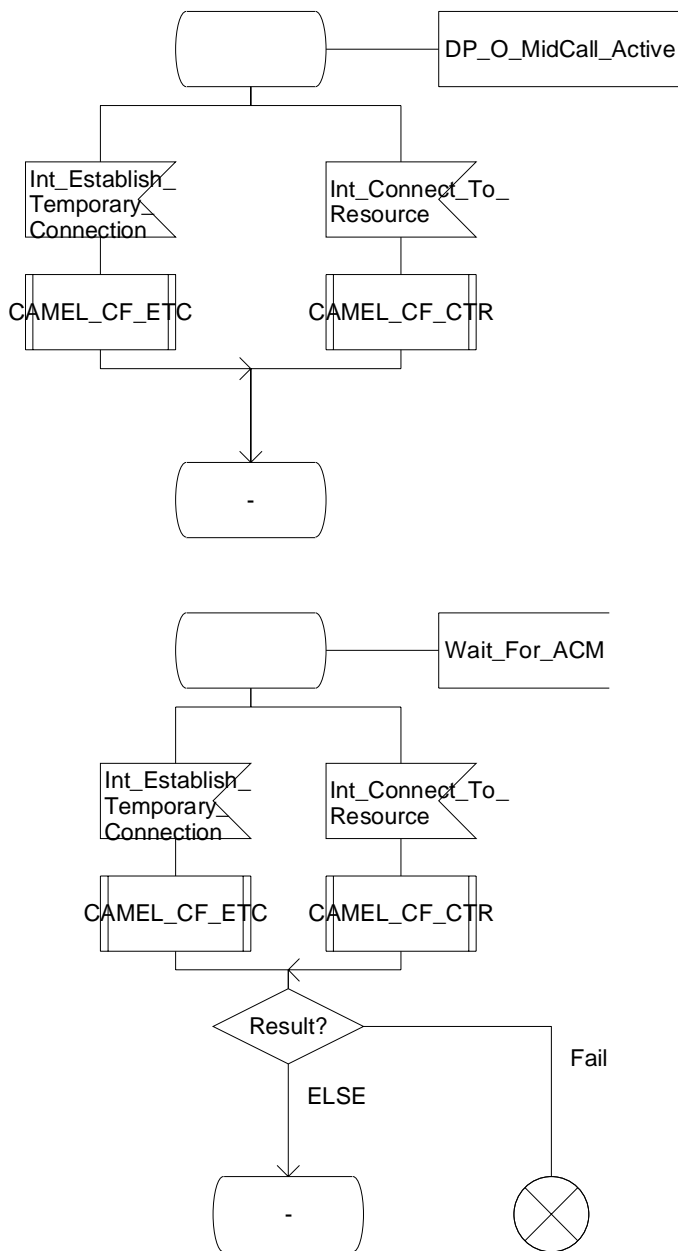 DP_O_MidCall_Active
Int_Establish_
Temporary_
Connection
Int_Connect_To_
Resource
CAMEL_CF_ETC
CAMEL_CF_CTR
-
Wait_For_ACM
Int_Establish_
Temporary_
Connection
Int_Connect_To_
Resource
CAMEL_CF_ETC
CAMEL_CF_CTR
Result?
Fail
ELSE
-